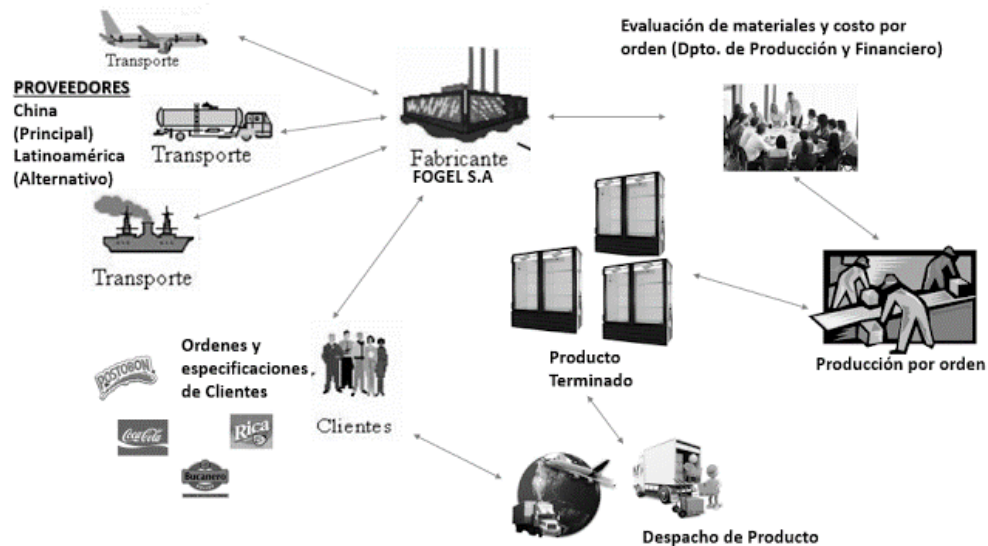 Transporte
PROVEEDORES
China
(Principal)
Latinoamérica
(Alternativo)
Transporte
Transporte
Fabricante
FOGEL S.A
Evaluación de materiales y costo por
orden (Dpto. de Producción y Financiero)
Producción por orden
Producto
Terminado
Ordenes y
especificaciones
de Clientes
POSTOBON
Coca-Cola
Rica
Bucanero
Clientes
Despacho de Producto